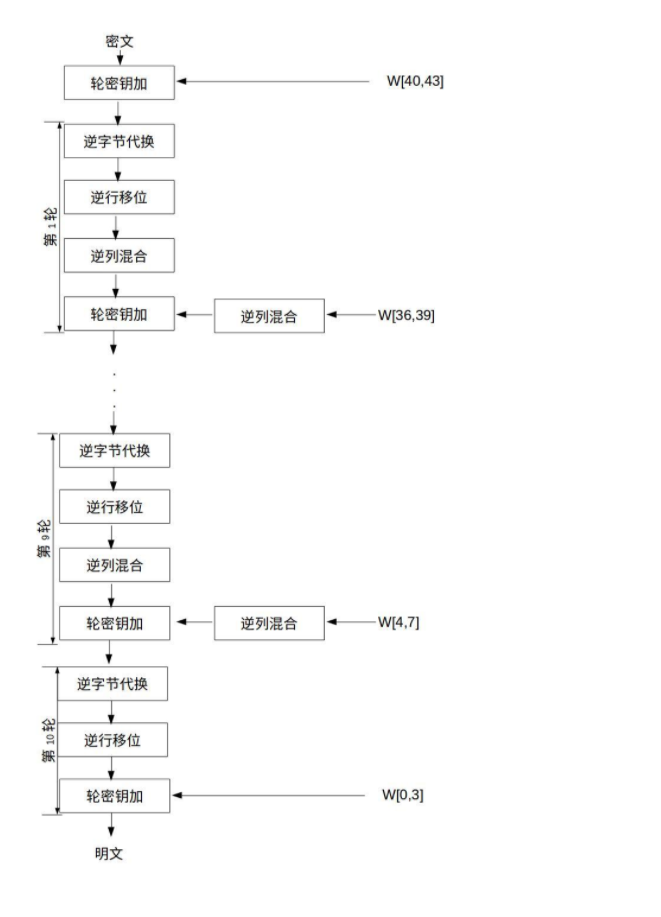 密文
轮密钥加
W[40,43]
逆字节代换
逆行移位
第 1 轮
逆列混合
轮密钥加
逆列混合
W[36,39]
.
.
.
逆字节代换
逆行移位
第 9 轮
逆列混合
轮密钥加
逆列混合
W[4,7]
逆字节代换
第 10 轮
逆行移位
轮密钥加
W[0,3]
明文